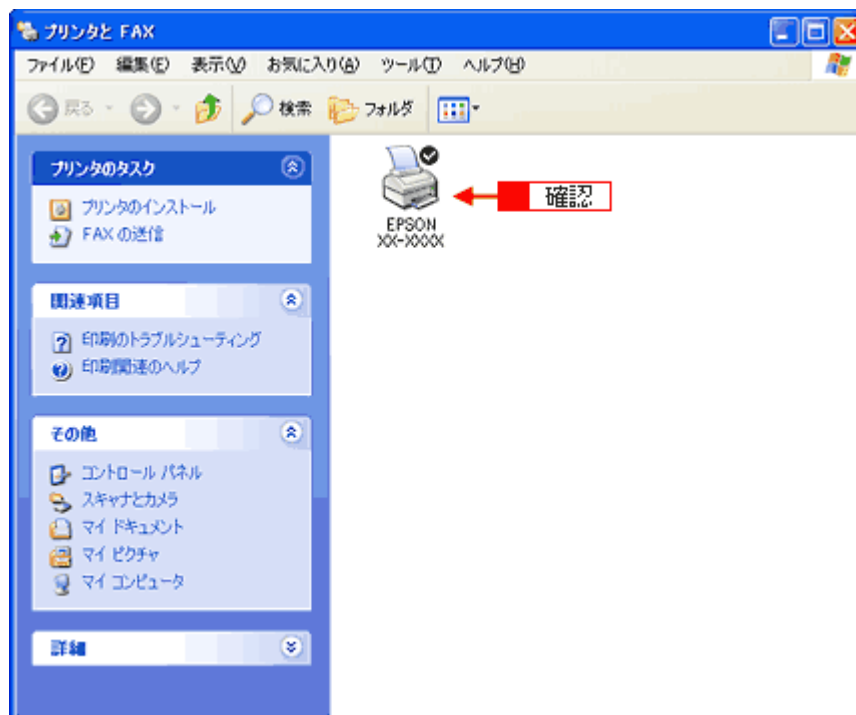 プリンタと FAX
ファイル(F) 編集(E) 表示(V) お気に入り(A) ツール(T) ヘルプ(H)
戻る 検索 フォルダ
プリンタのタスク
プリンタのインストール
FAX の送信
関連項目
印刷のトラブルシューティング
印刷関連のヘルプ
その他
コントロール パネル
スキャナとカメラ
マイ ドキュメント
マイ ピクチャ
マイ コンピュータ
詳細
EPSON
XX-XXXX
確認